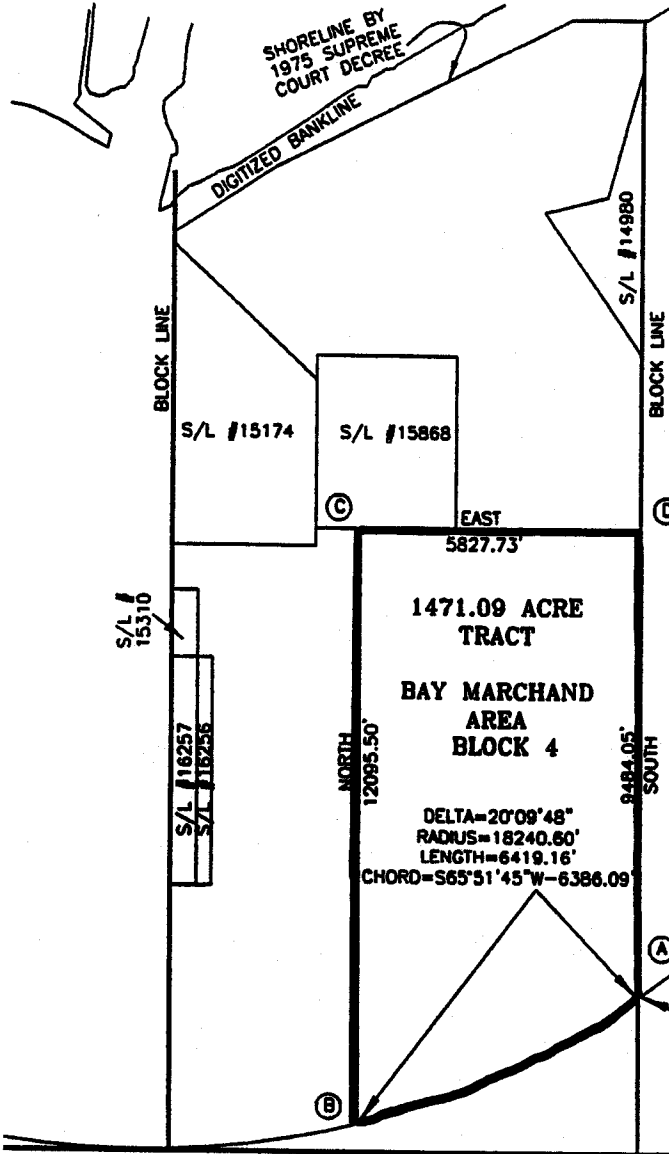 SHORELINE BY
1975 SUPREME
COURT DECREE
DIGITIZED BANKLINE
S/L #14980
BLOCK LINE
BLOCK LINE
S/L #15174
S/L #15868
C
D
EAST
5827.73'
S/L #
15310
1471.09 ACRE
TRACT
BAY MARCHAND
AREA
BLOCK 4
S/L #16257
S/L #16256
NORTH
12095.50'
9484.05'
SOUTH
DELTA=20°09'48"
RADIUS=18240.60'
LENGTH=6419.16'
CHORD=S65°51'45"W-6386.09'
A
B